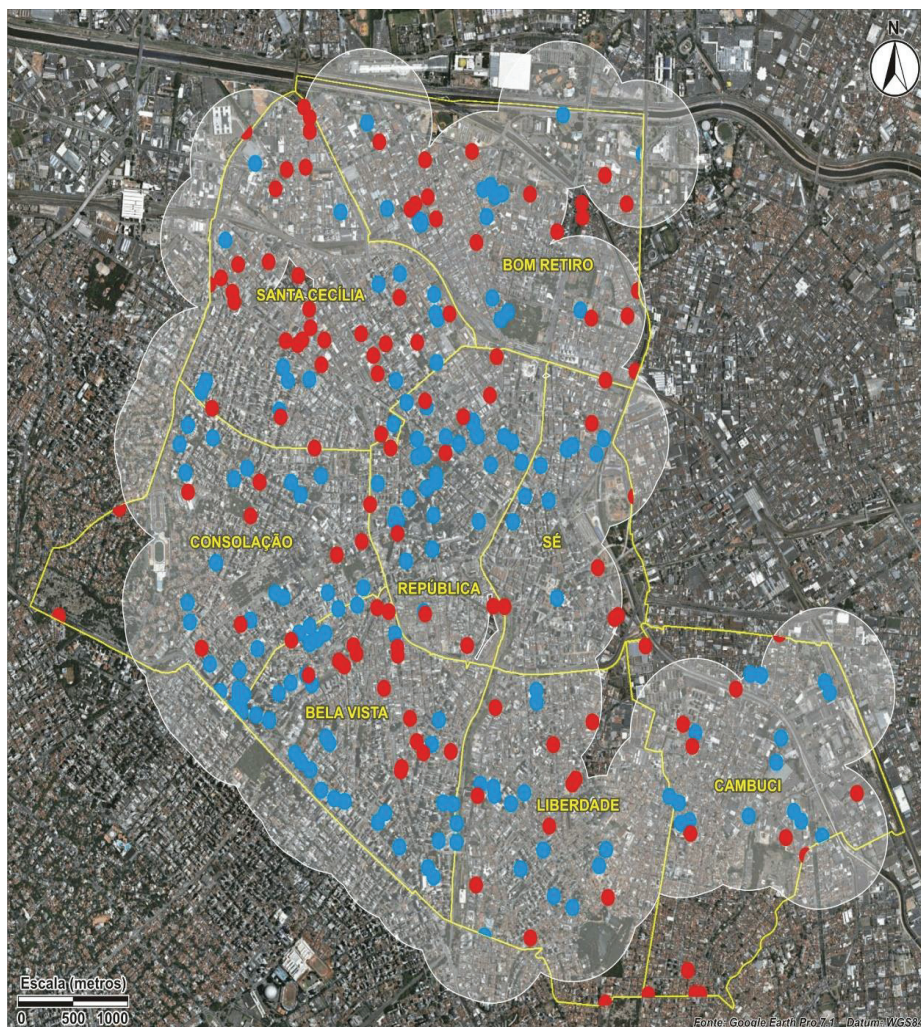 N
BOM RETIRO
SANTA CECÍLIA
CONSOLAÇÃO
SÉ
REPÚBLICA
BELA VISTA
CAMBUCI
LIBERDADE
Escala (metros)
0 500 1000
Fonte: Google Earth Pro 7.1 Datum: WGS84